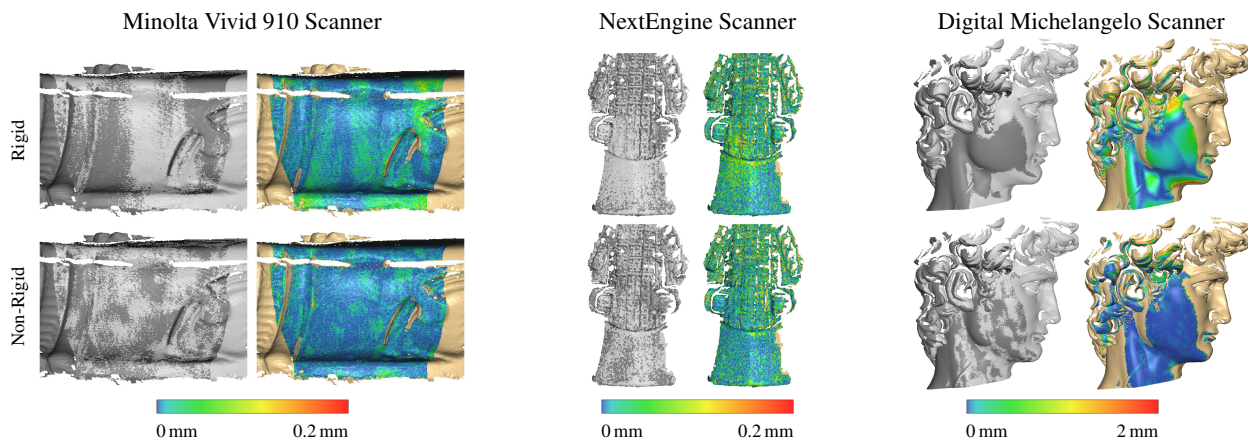 Minolta Vivid 910 Scanner
NextEngine Scanner
Digital Michelangelo Scanner
Rigid
Non-Rigid
0 mm 0.2 mm
0 mm 0.2 mm
0 mm 2 mm